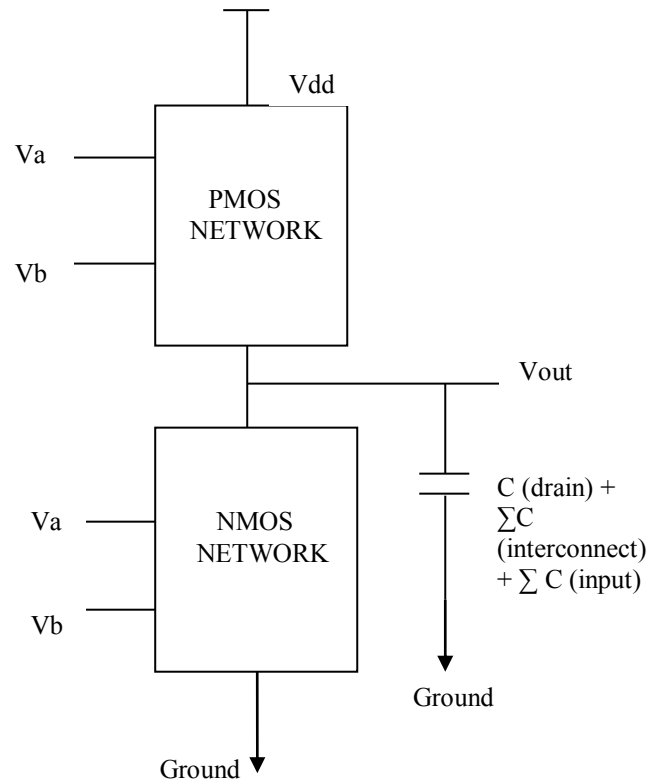 Vdd
Va
PMOS
NETWORK
Vb
Vout
C (drain) +
∑C
(interconnect)
+ ∑ C (input)
Va
NMOS
NETWORK
Vb
Ground
Ground